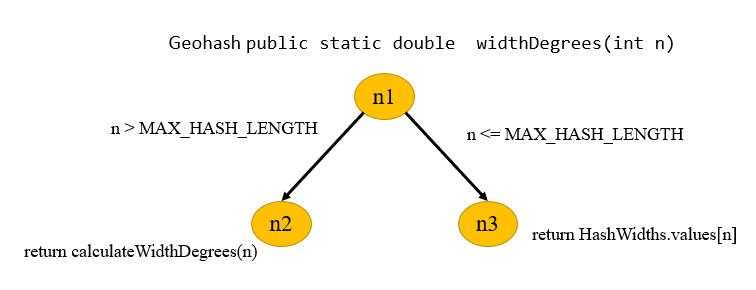 Geohash public static double widthDegrees(int n)
n1
n > MAX_HASH_LENGTH
n <= MAX_HASH_LENGTH
n2
n3
return calculateWidthDegrees(n)
return HashWidths.values[n]